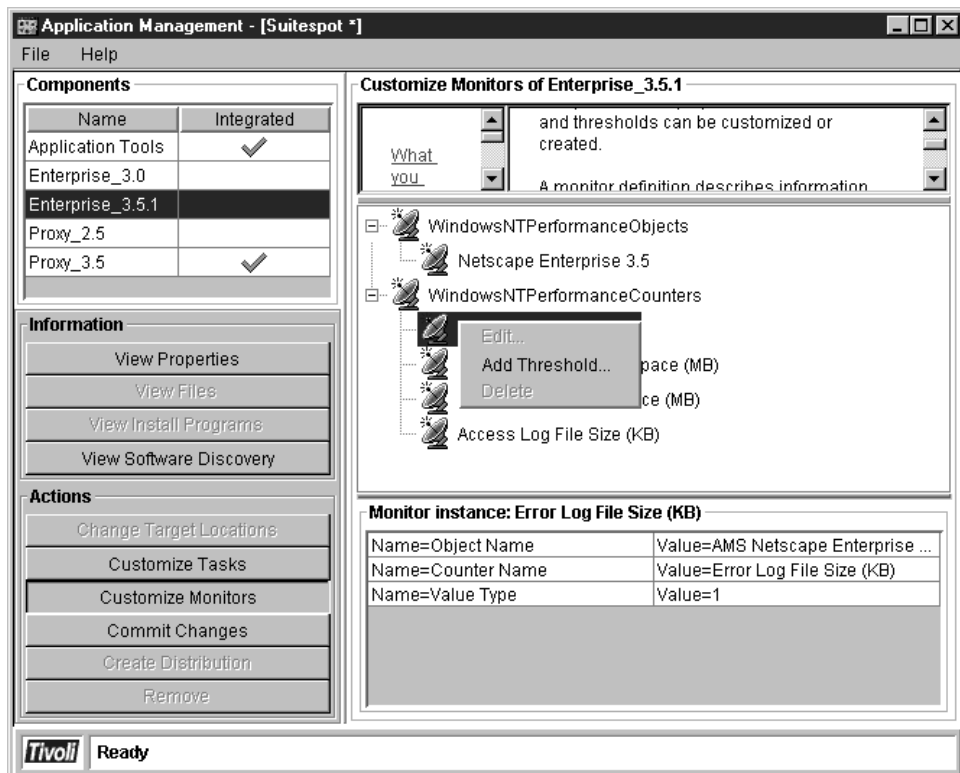 Application Management - [Suitespot *]
File Help
Components
Name Integrated
Application Tools
Enterprise_3.0
Enterprise_3.5.1
Proxy_2.5
Proxy_3.5
Information
View Properties
View Files
View Install Programs
View Software Discovery
Actions
Change Target Locations
Customize Tasks
Customize Monitors
Commit Changes
Create Distribution
Remove
Customize Monitors of Enterprise_3.5.1
What
you
and thresholds can be customized or
created.
A monitor definition describes information
WindowsNTPerformanceObjects
Netscape Enterprise 3.5
WindowsNTPerformanceCounters
Edit...
Add Threshold...
Delete
pace (MB)
ce (MB)
Access Log File Size (KB)
Monitor instance: Error Log File Size (KB)
Name=Object Name Value=AMS Netscape Enterprise ...
Name=Counter Name Value=Error Log File Size (KB)
Name=Value Type Value=1
Tivoli Ready